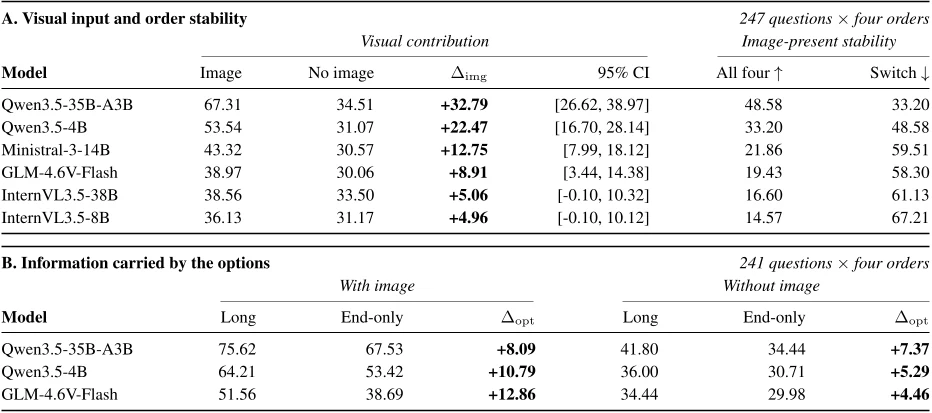 A. Visual input and order stability 247 questions × four orders
Visual contribution Image-present stability
Model Image No image Δimg 95% CI All four ↑ Switch ↓
Qwen3.5-35B-A3B 67.31 34.51 +32.79 [26.62, 38.97] 48.58 33.20
Qwen3.5-4B 53.54 31.07 +22.47 [16.70, 28.14] 33.20 48.58
Ministral-3-14B 43.32 30.57 +12.75 [7.99, 18.12] 21.86 59.51
GLM-4.6V-Flash 38.97 30.06 +8.91 [3.44, 14.38] 19.43 58.30
InternVL3.5-38B 38.56 33.50 +5.06 [-0.10, 10.32] 16.60 61.13
InternVL3.5-8B 36.13 31.17 +4.96 [-0.10, 10.12] 14.57 67.21
B. Information carried by the options 241 questions × four orders
With image Without image
Model Long End-only Δopt Long End-only Δopt
Qwen3.5-35B-A3B 75.62 67.53 +8.09 41.80 34.44 +7.37
Qwen3.5-4B 64.21 53.42 +10.79 36.00 30.71 +5.29
GLM-4.6V-Flash 51.56 38.69 +12.86 34.44 29.98 +4.46